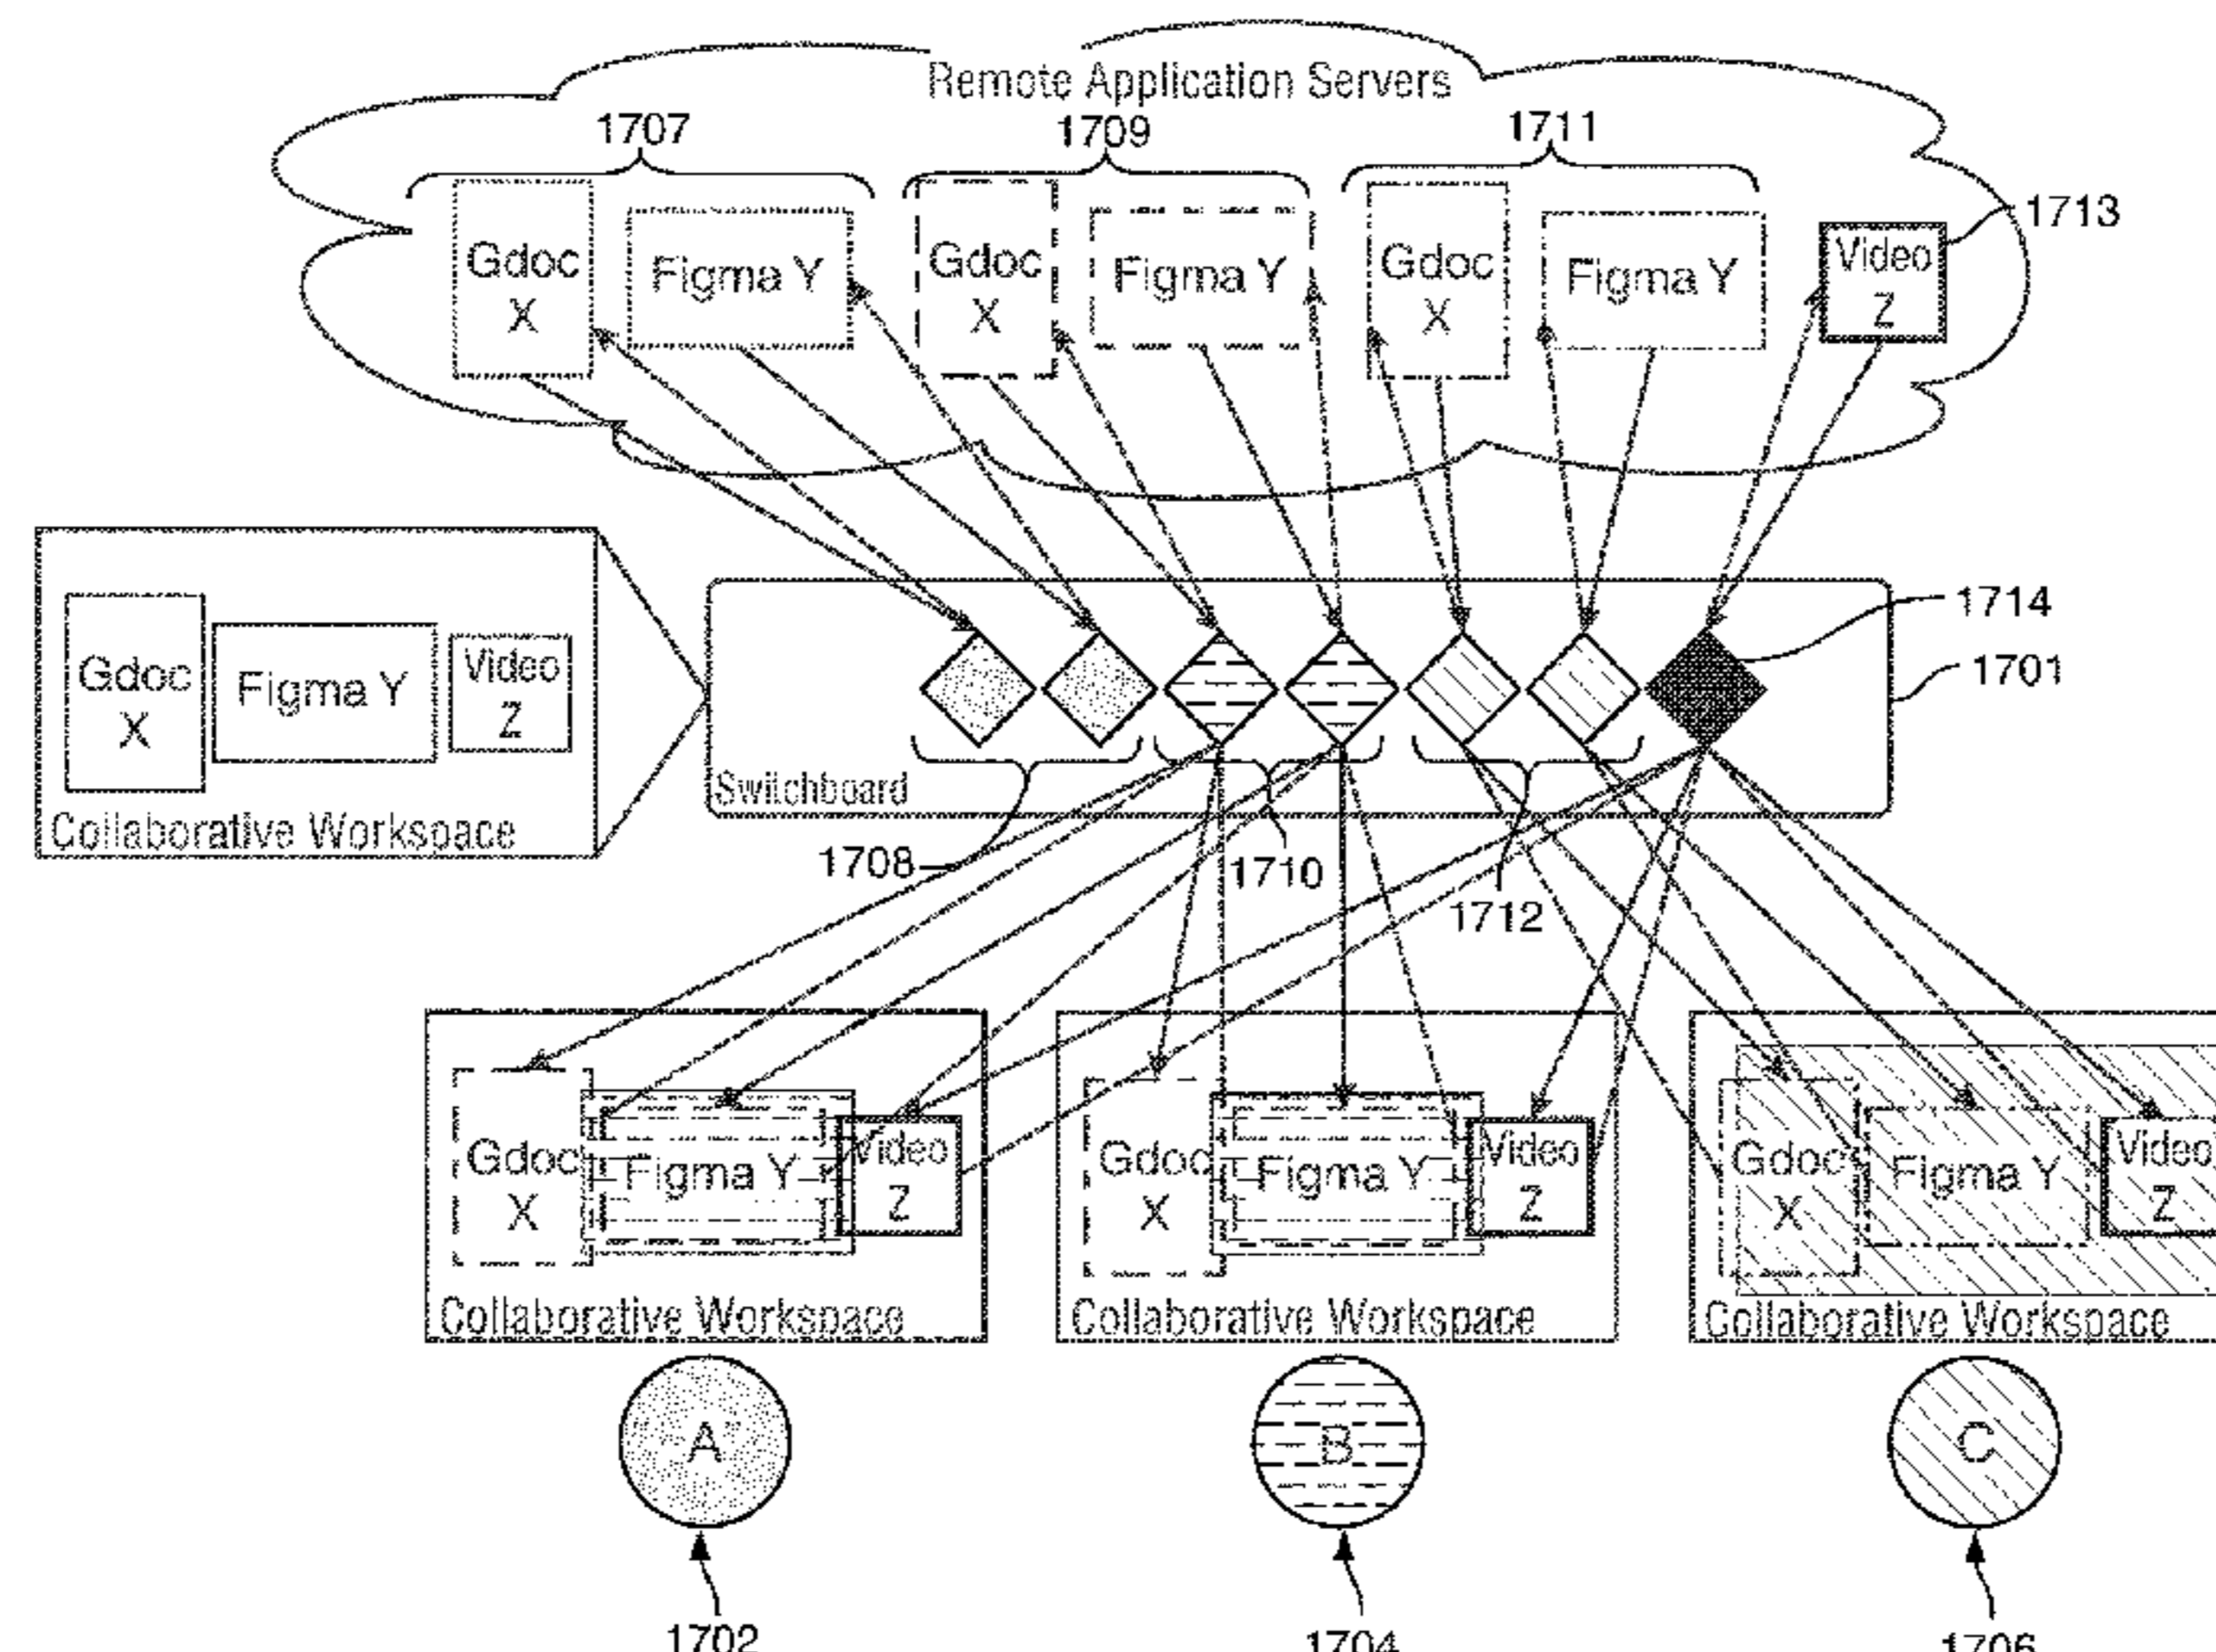 Remote Application Servers
1707
1709
1711
Gdoc
X
Figma Y
Gdoc
X
Figma Y
Gdoc
X
Figma Y
Video
Z
1713
Gdoc
X
Figma Y
Video
Z
Collaborative Workspace
Switchboard
1714
1701
1708
1710
1712
Gdoc
X
Figma Y
Video
Z
Collaborative Workspace
Gdoc
X
Figma Y
Video
Z
Collaborative Workspace
Gdoc
X
Figma Y
Video
Z
Collaborative Workspace
A
B
C
1702
1704
1706